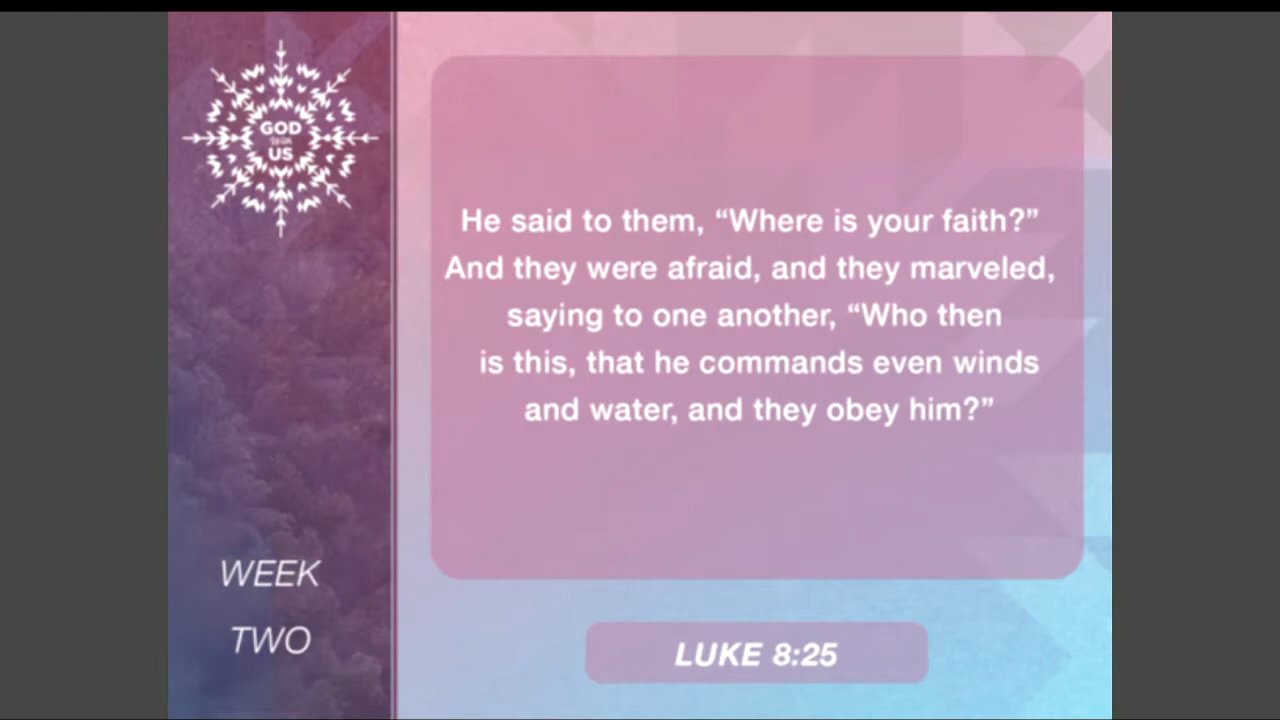 GOD
with
US
He said to them, “Where is your faith?”
And they were afraid, and they marveled,
saying to one another, “Who then
is this, that he commands even winds
and water, and they obey him?”
WEEK
TWO
LUKE 8:25